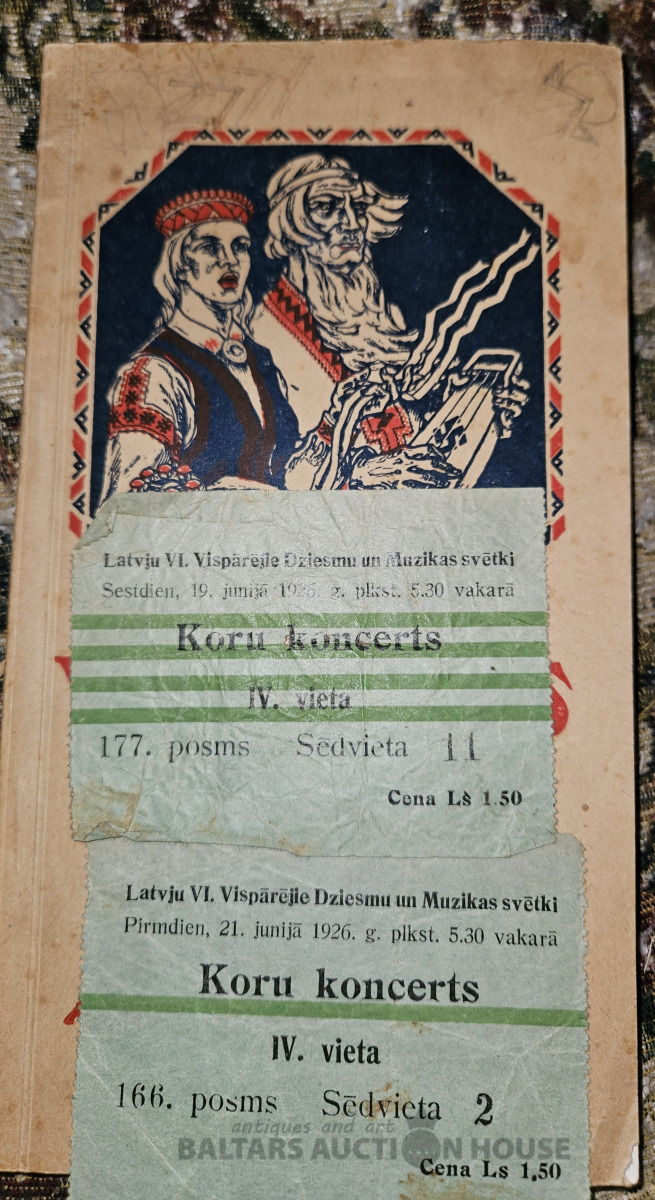 Latvju VI. Vispārējie Dziesmu un Muzikas svētki
Sestdien, 19. junijā 1926. g. plkst. 5.30 vakarā
Koru koncerts
IV. vieta
177. posms Sēdvieta 11
Cena Ls 1.50
Latvju VI. Vispārējie Dziesmu un Muzikas svētki
Pirmdien, 21. junijā 1926. g. plkst. 5.30 vakarā
Koru koncerts
IV. vieta
166. posms Sēdvieta 2
antiques and art
BALTARS AUCTION HOUSE
Cena Ls 1.50